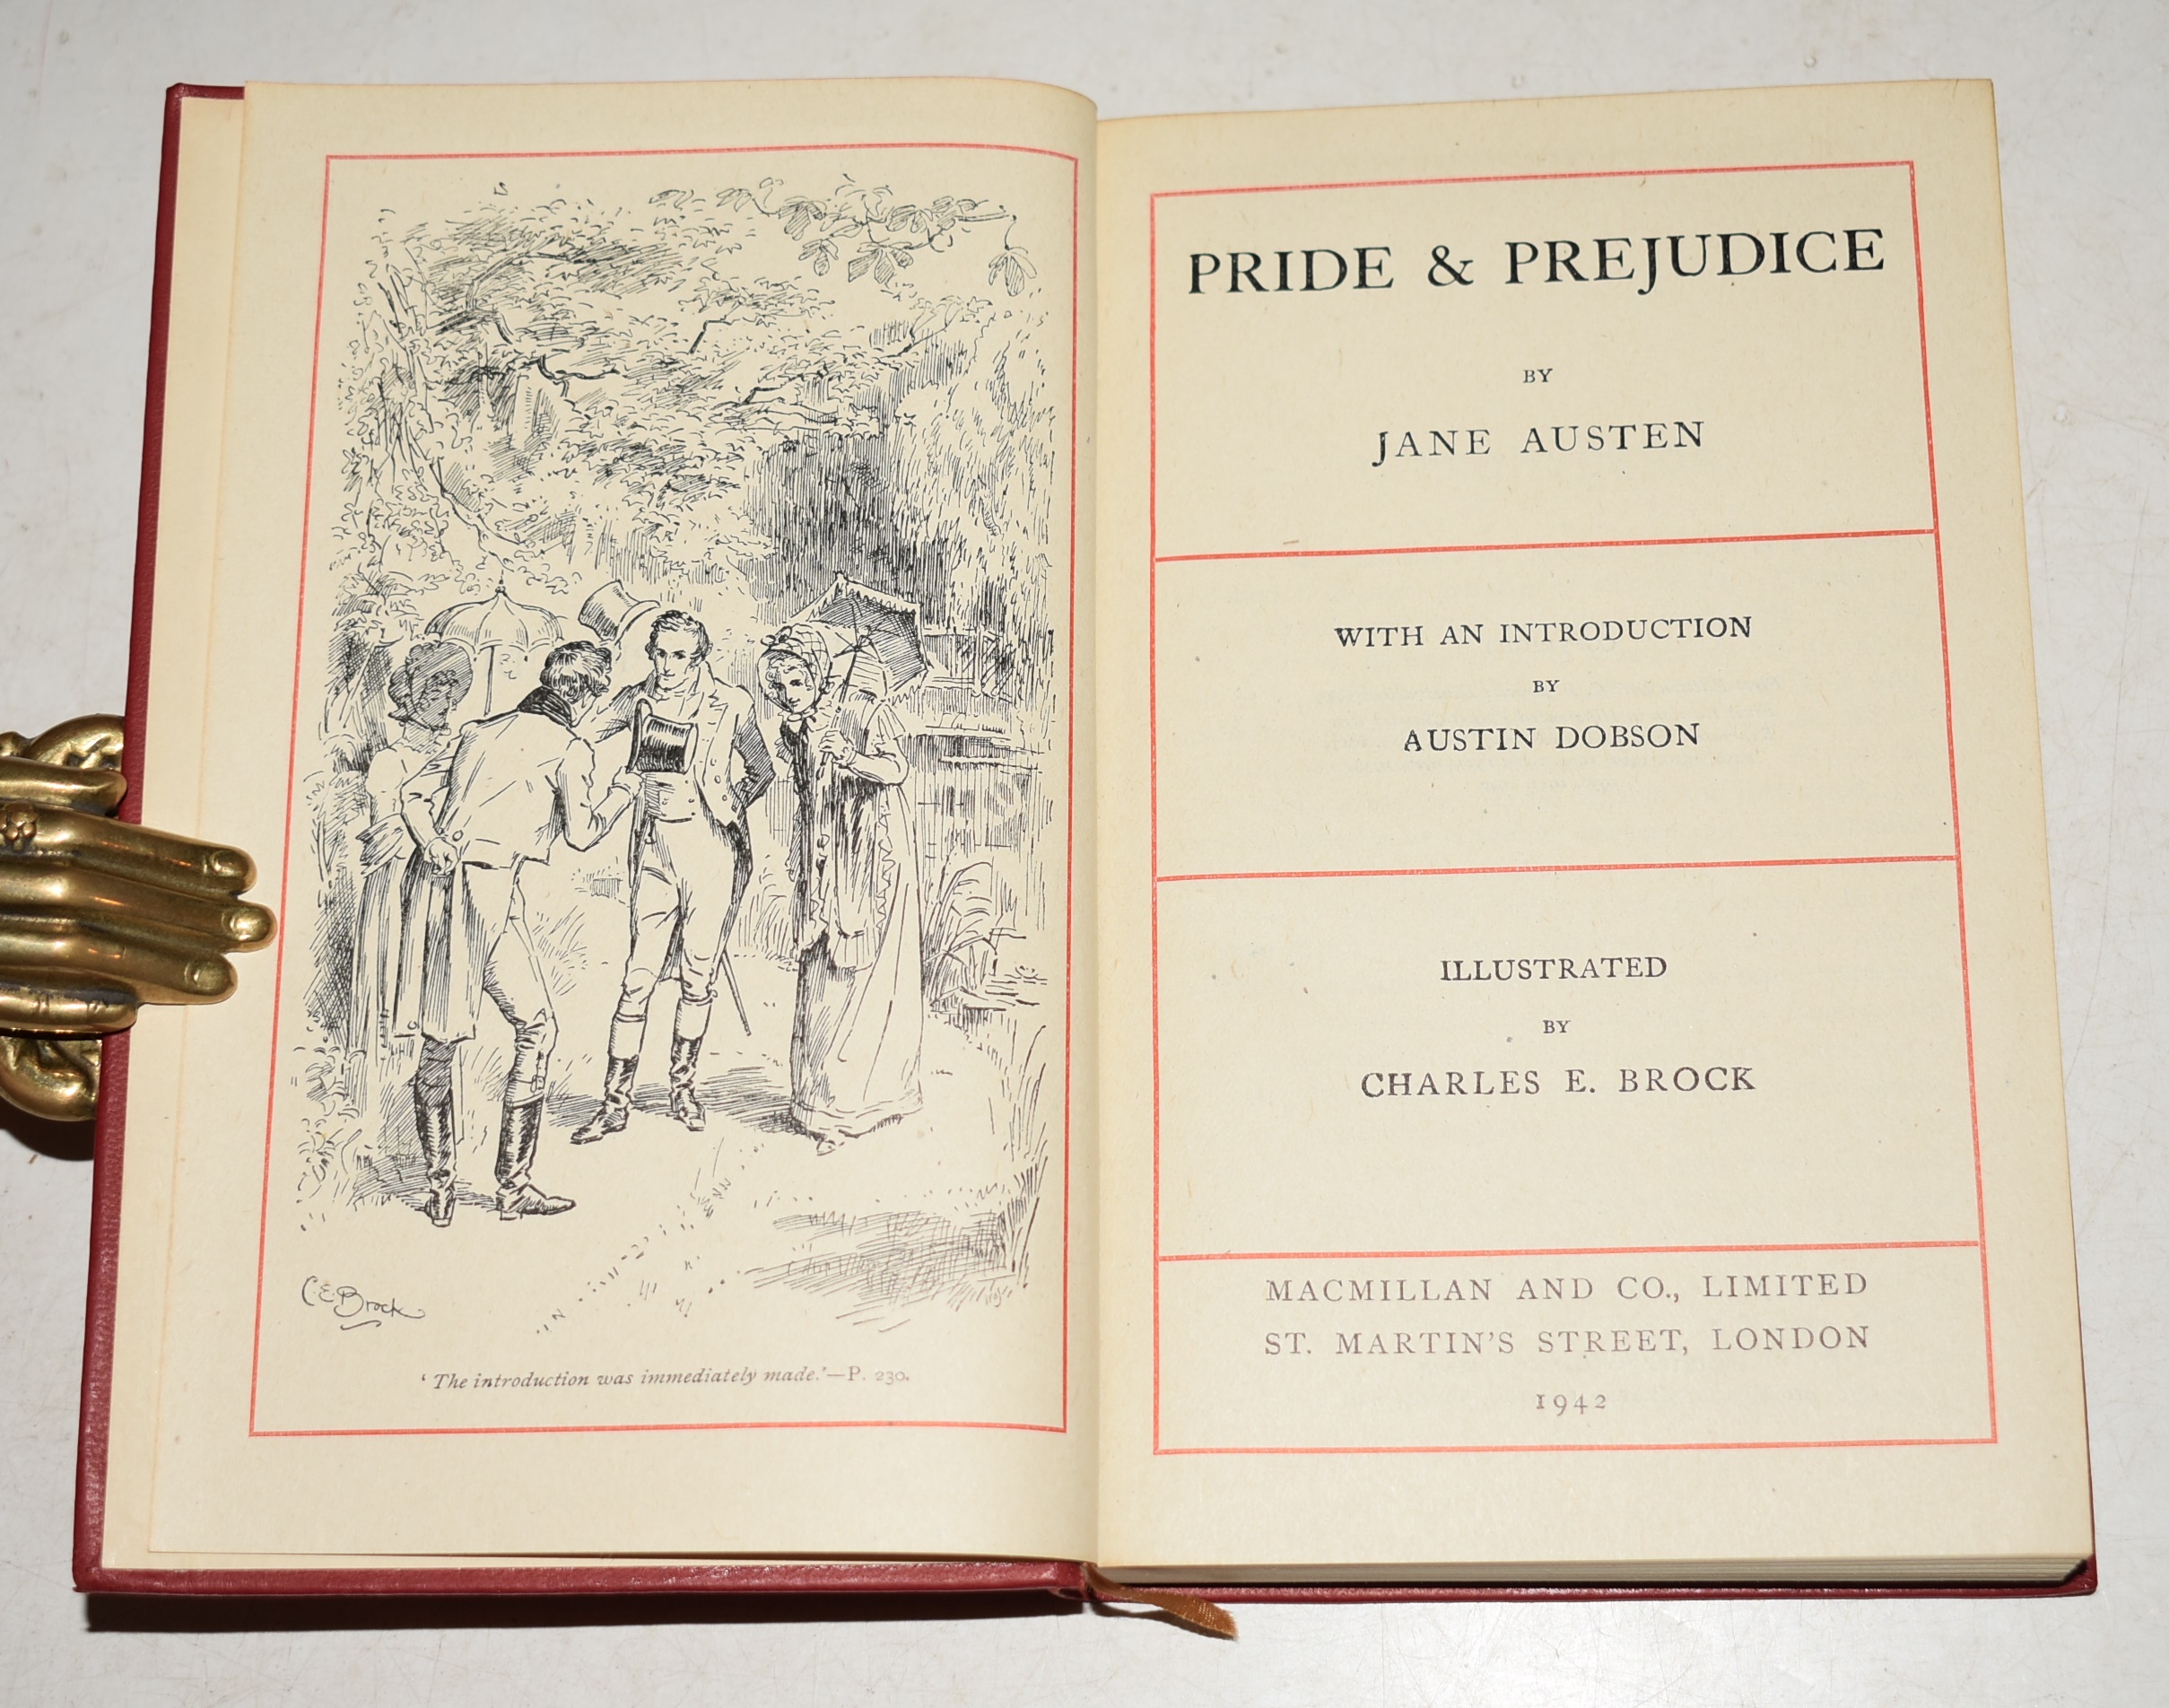 C. E. Brock
‘The introduction was immediately made.’—P. 230.
PRIDE & PREJUDICE
BY
JANE AUSTEN
WITH AN INTRODUCTION
BY
AUSTIN DOBSON
ILLUSTRATED
BY
CHARLES E. BROCK
MACMILLAN AND CO., LIMITED
ST. MARTIN'S STREET, LONDON
1942